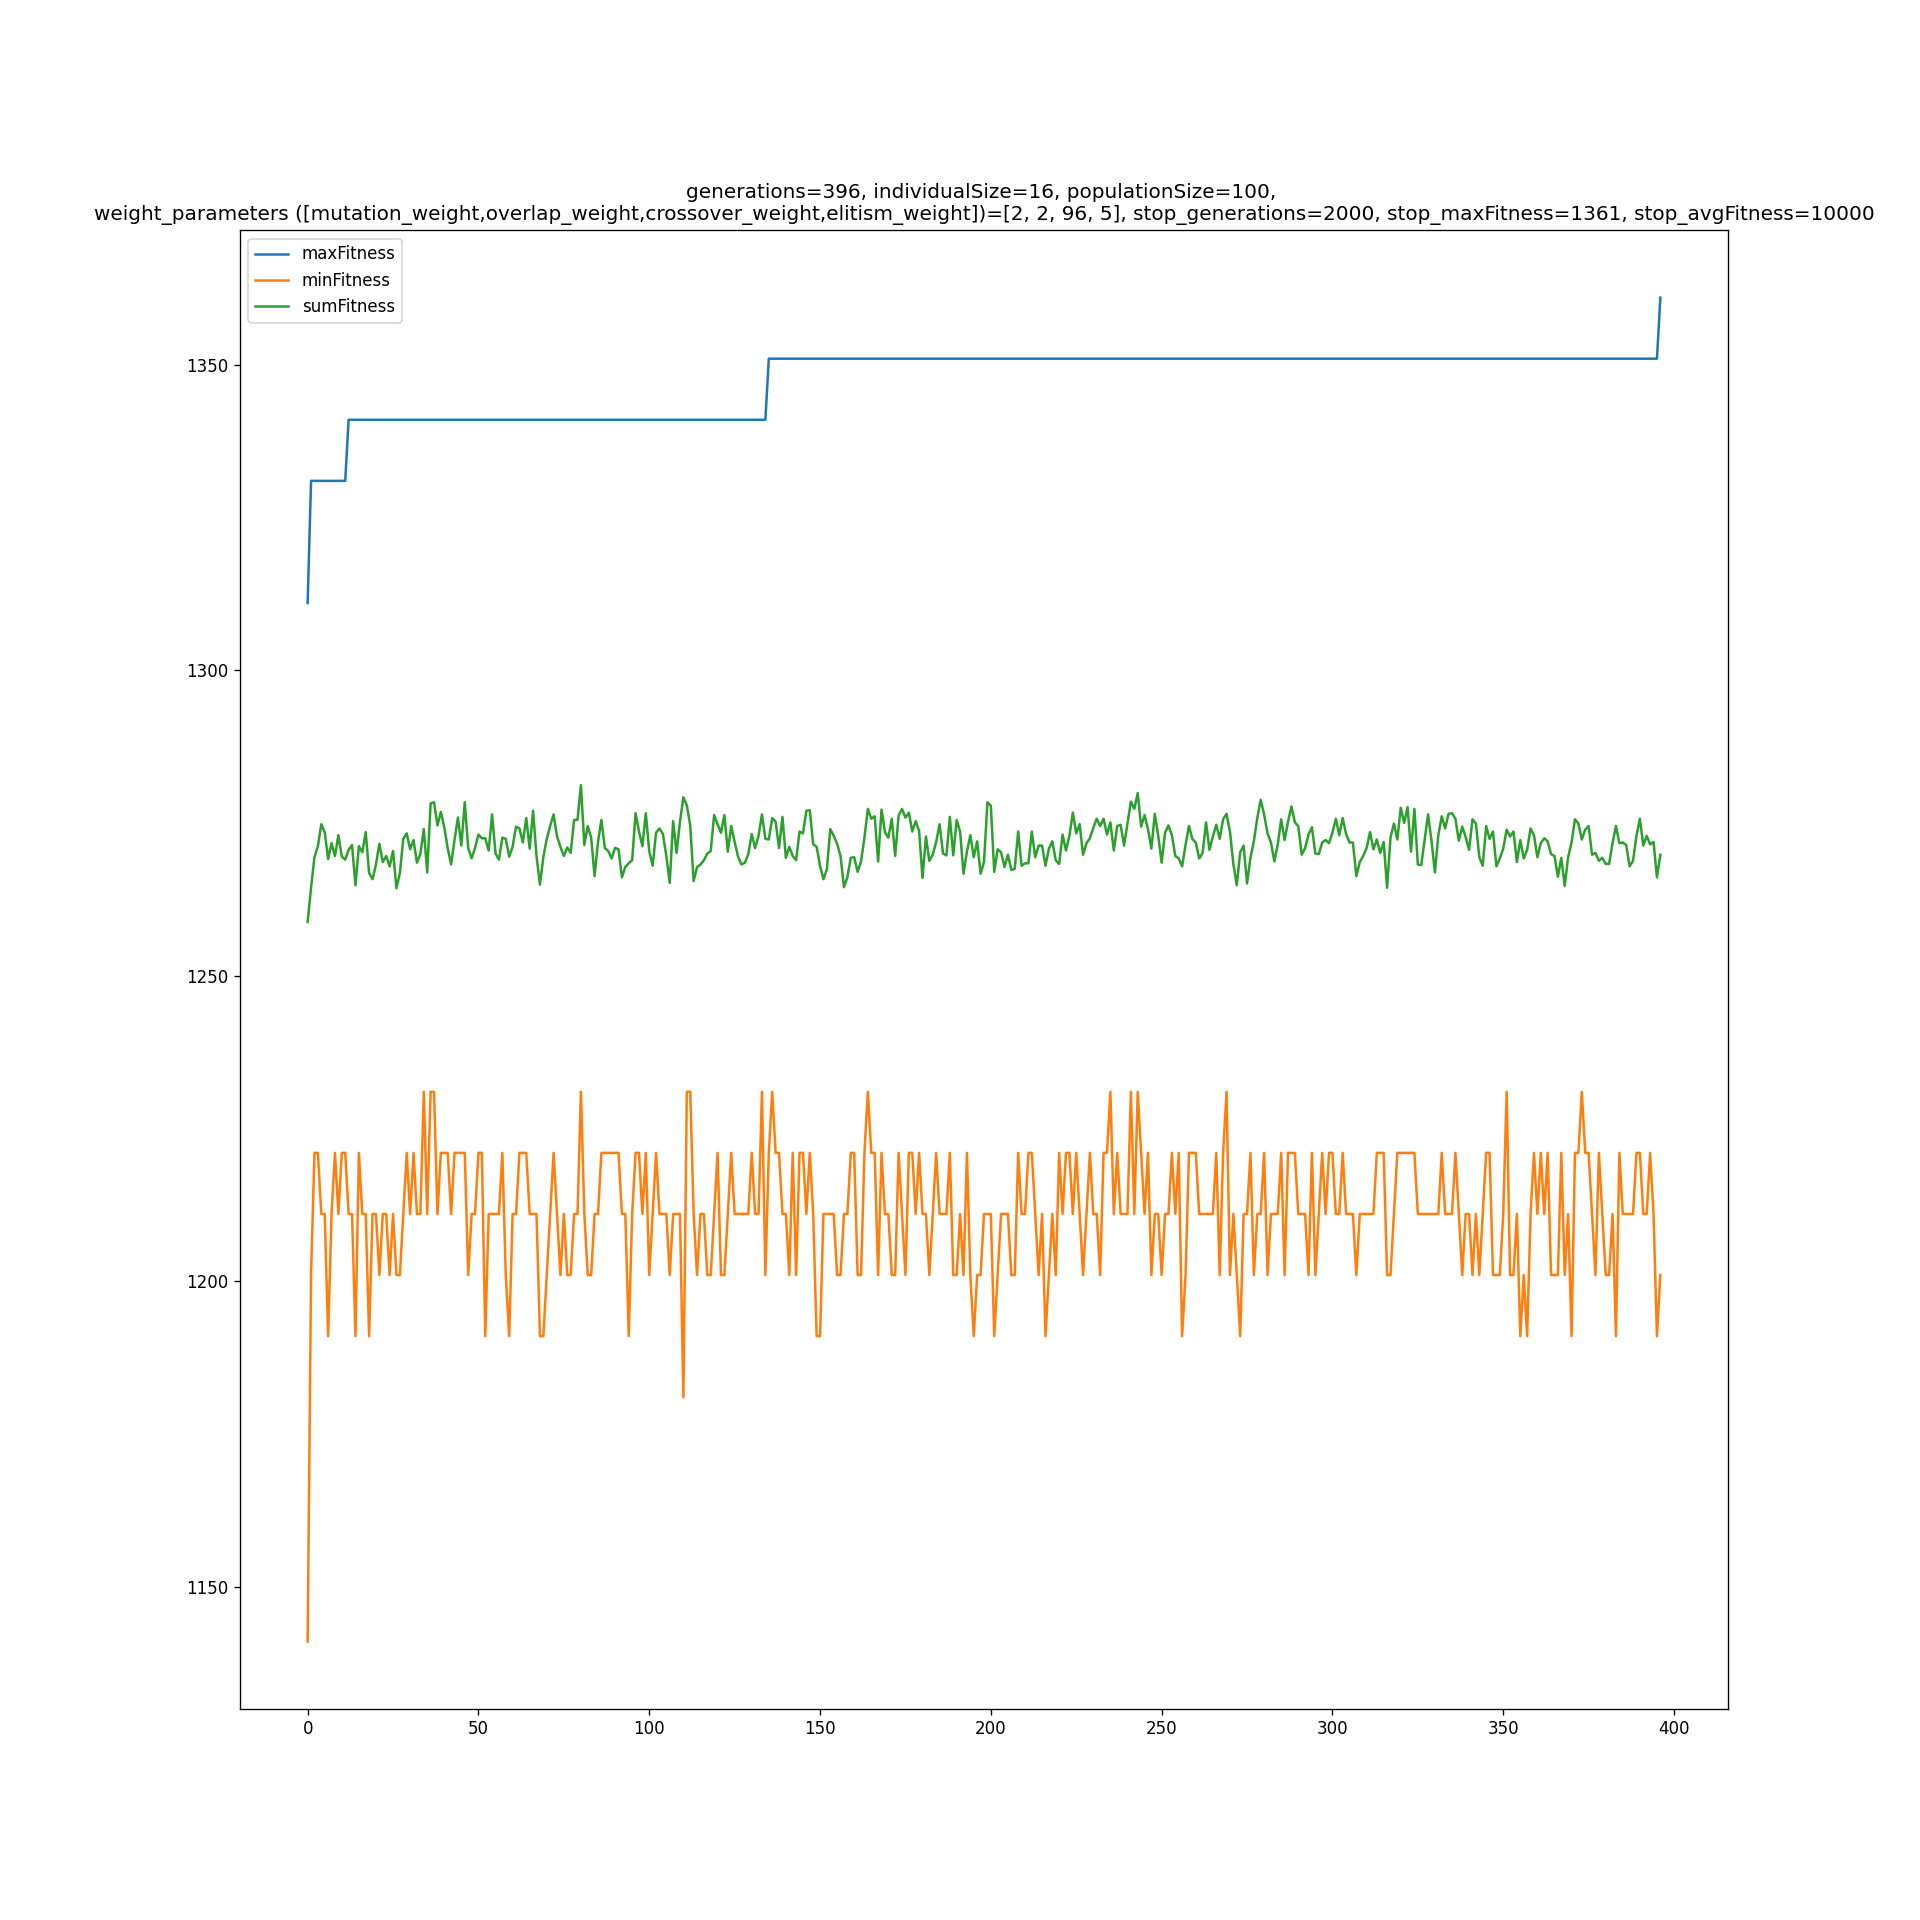 generations=396, individualSize=16, populationSize=100,
weight_parameters ([mutation_weight,overlap_weight,crossover_weight,elitism_weight])=[2, 2, 96, 5], stop_generations=2000, stop_maxFitness=1361, stop_avgFitness=10000
maxFitness
minFitness
sumFitness
1350
1300
1250
1200
1150
0 50 100 150 200 250 300 350 400